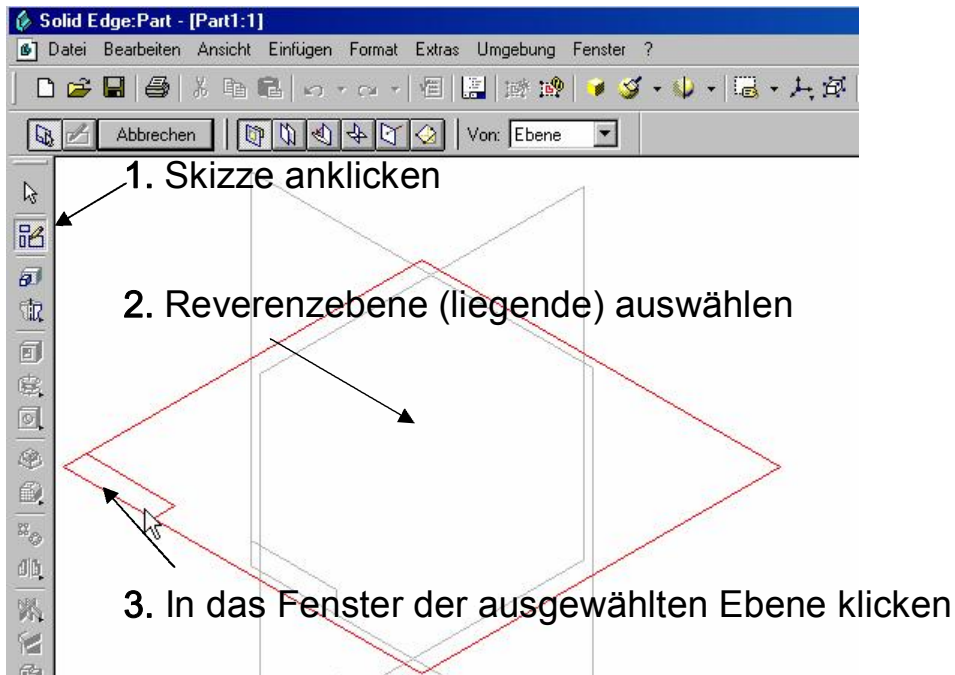 Solid Edge:Part - [Part1:1]
Datei Bearbeiten Ansicht Einfügen Format Extras Umgebung Fenster ?
Abbrechen Von: Ebene
1. Skizze anklicken
2. Reverenzebene (liegende) auswählen
3. In das Fenster der ausgewählten Ebene klicken